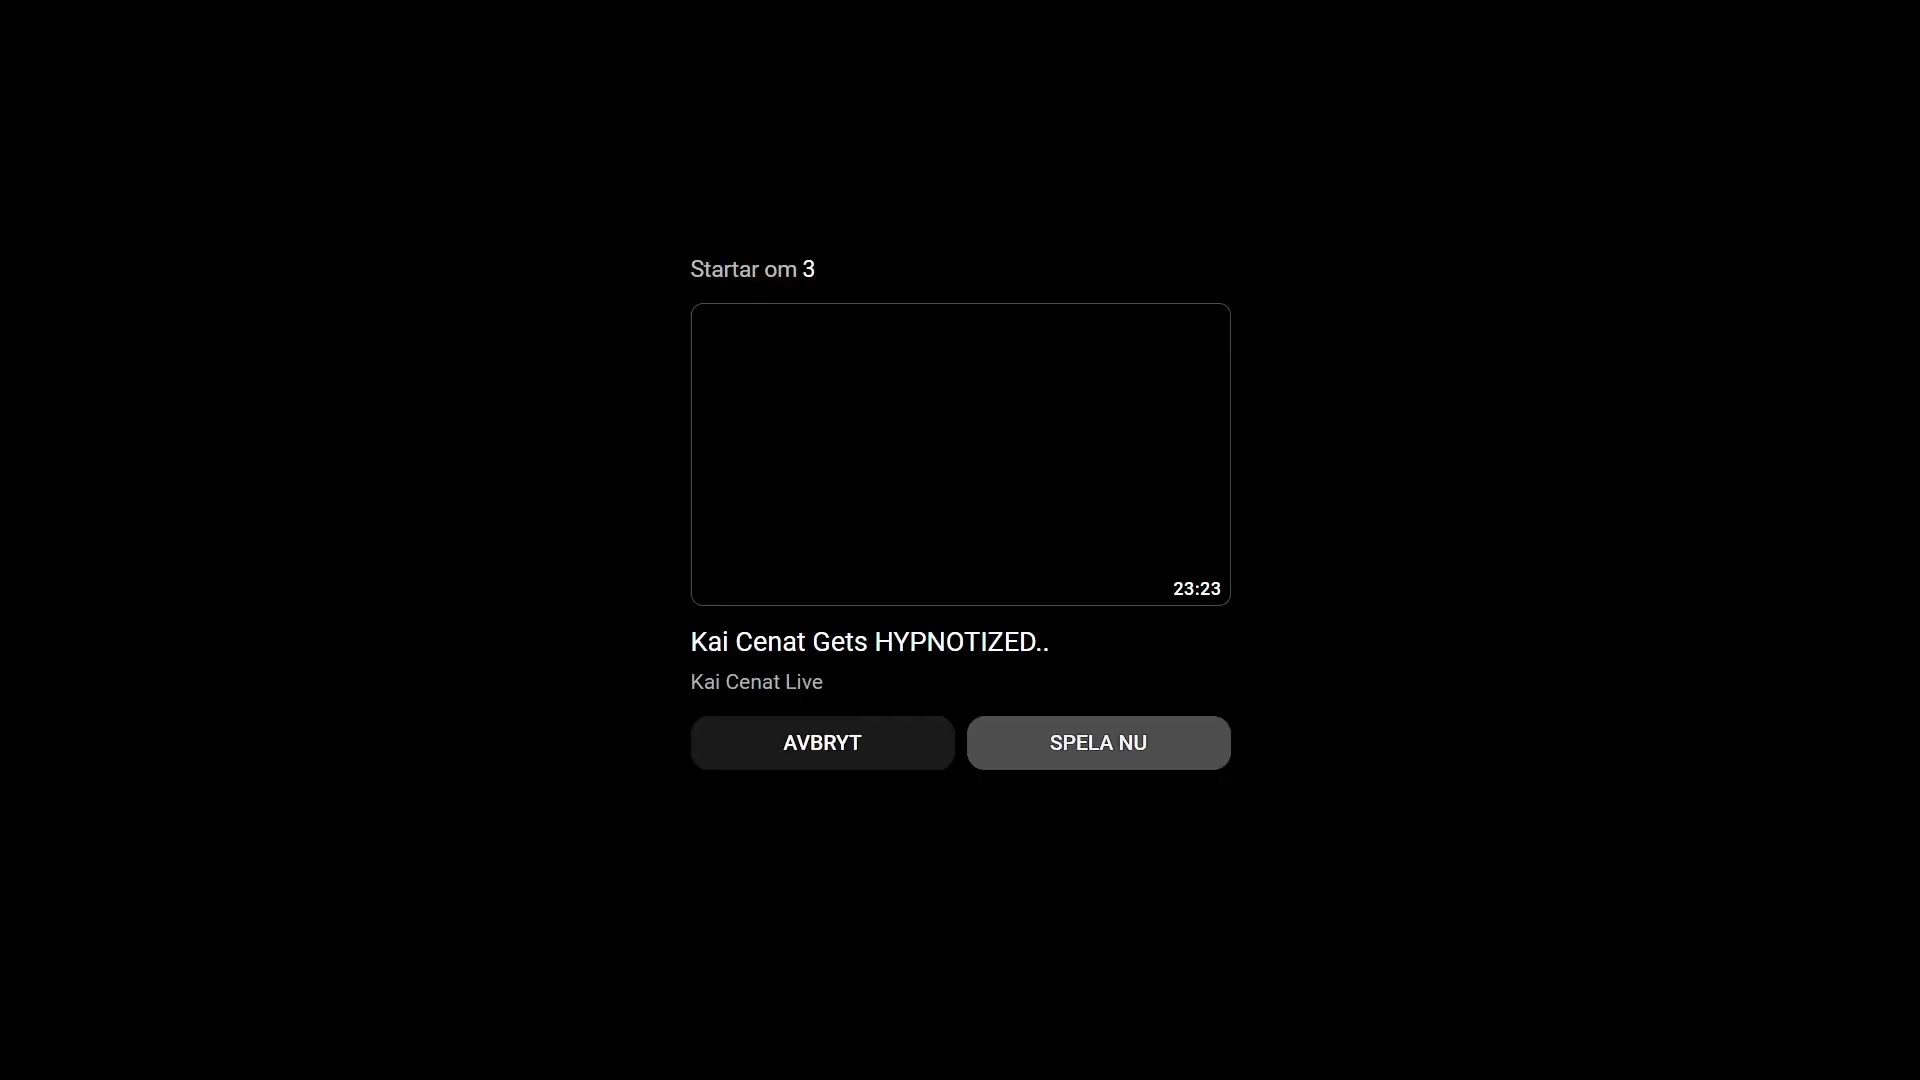 Startar om 3
23:23
Kai Cenat Gets HYPNOTIZED..
Kai Cenat Live
AVBRYT
SPELA NU